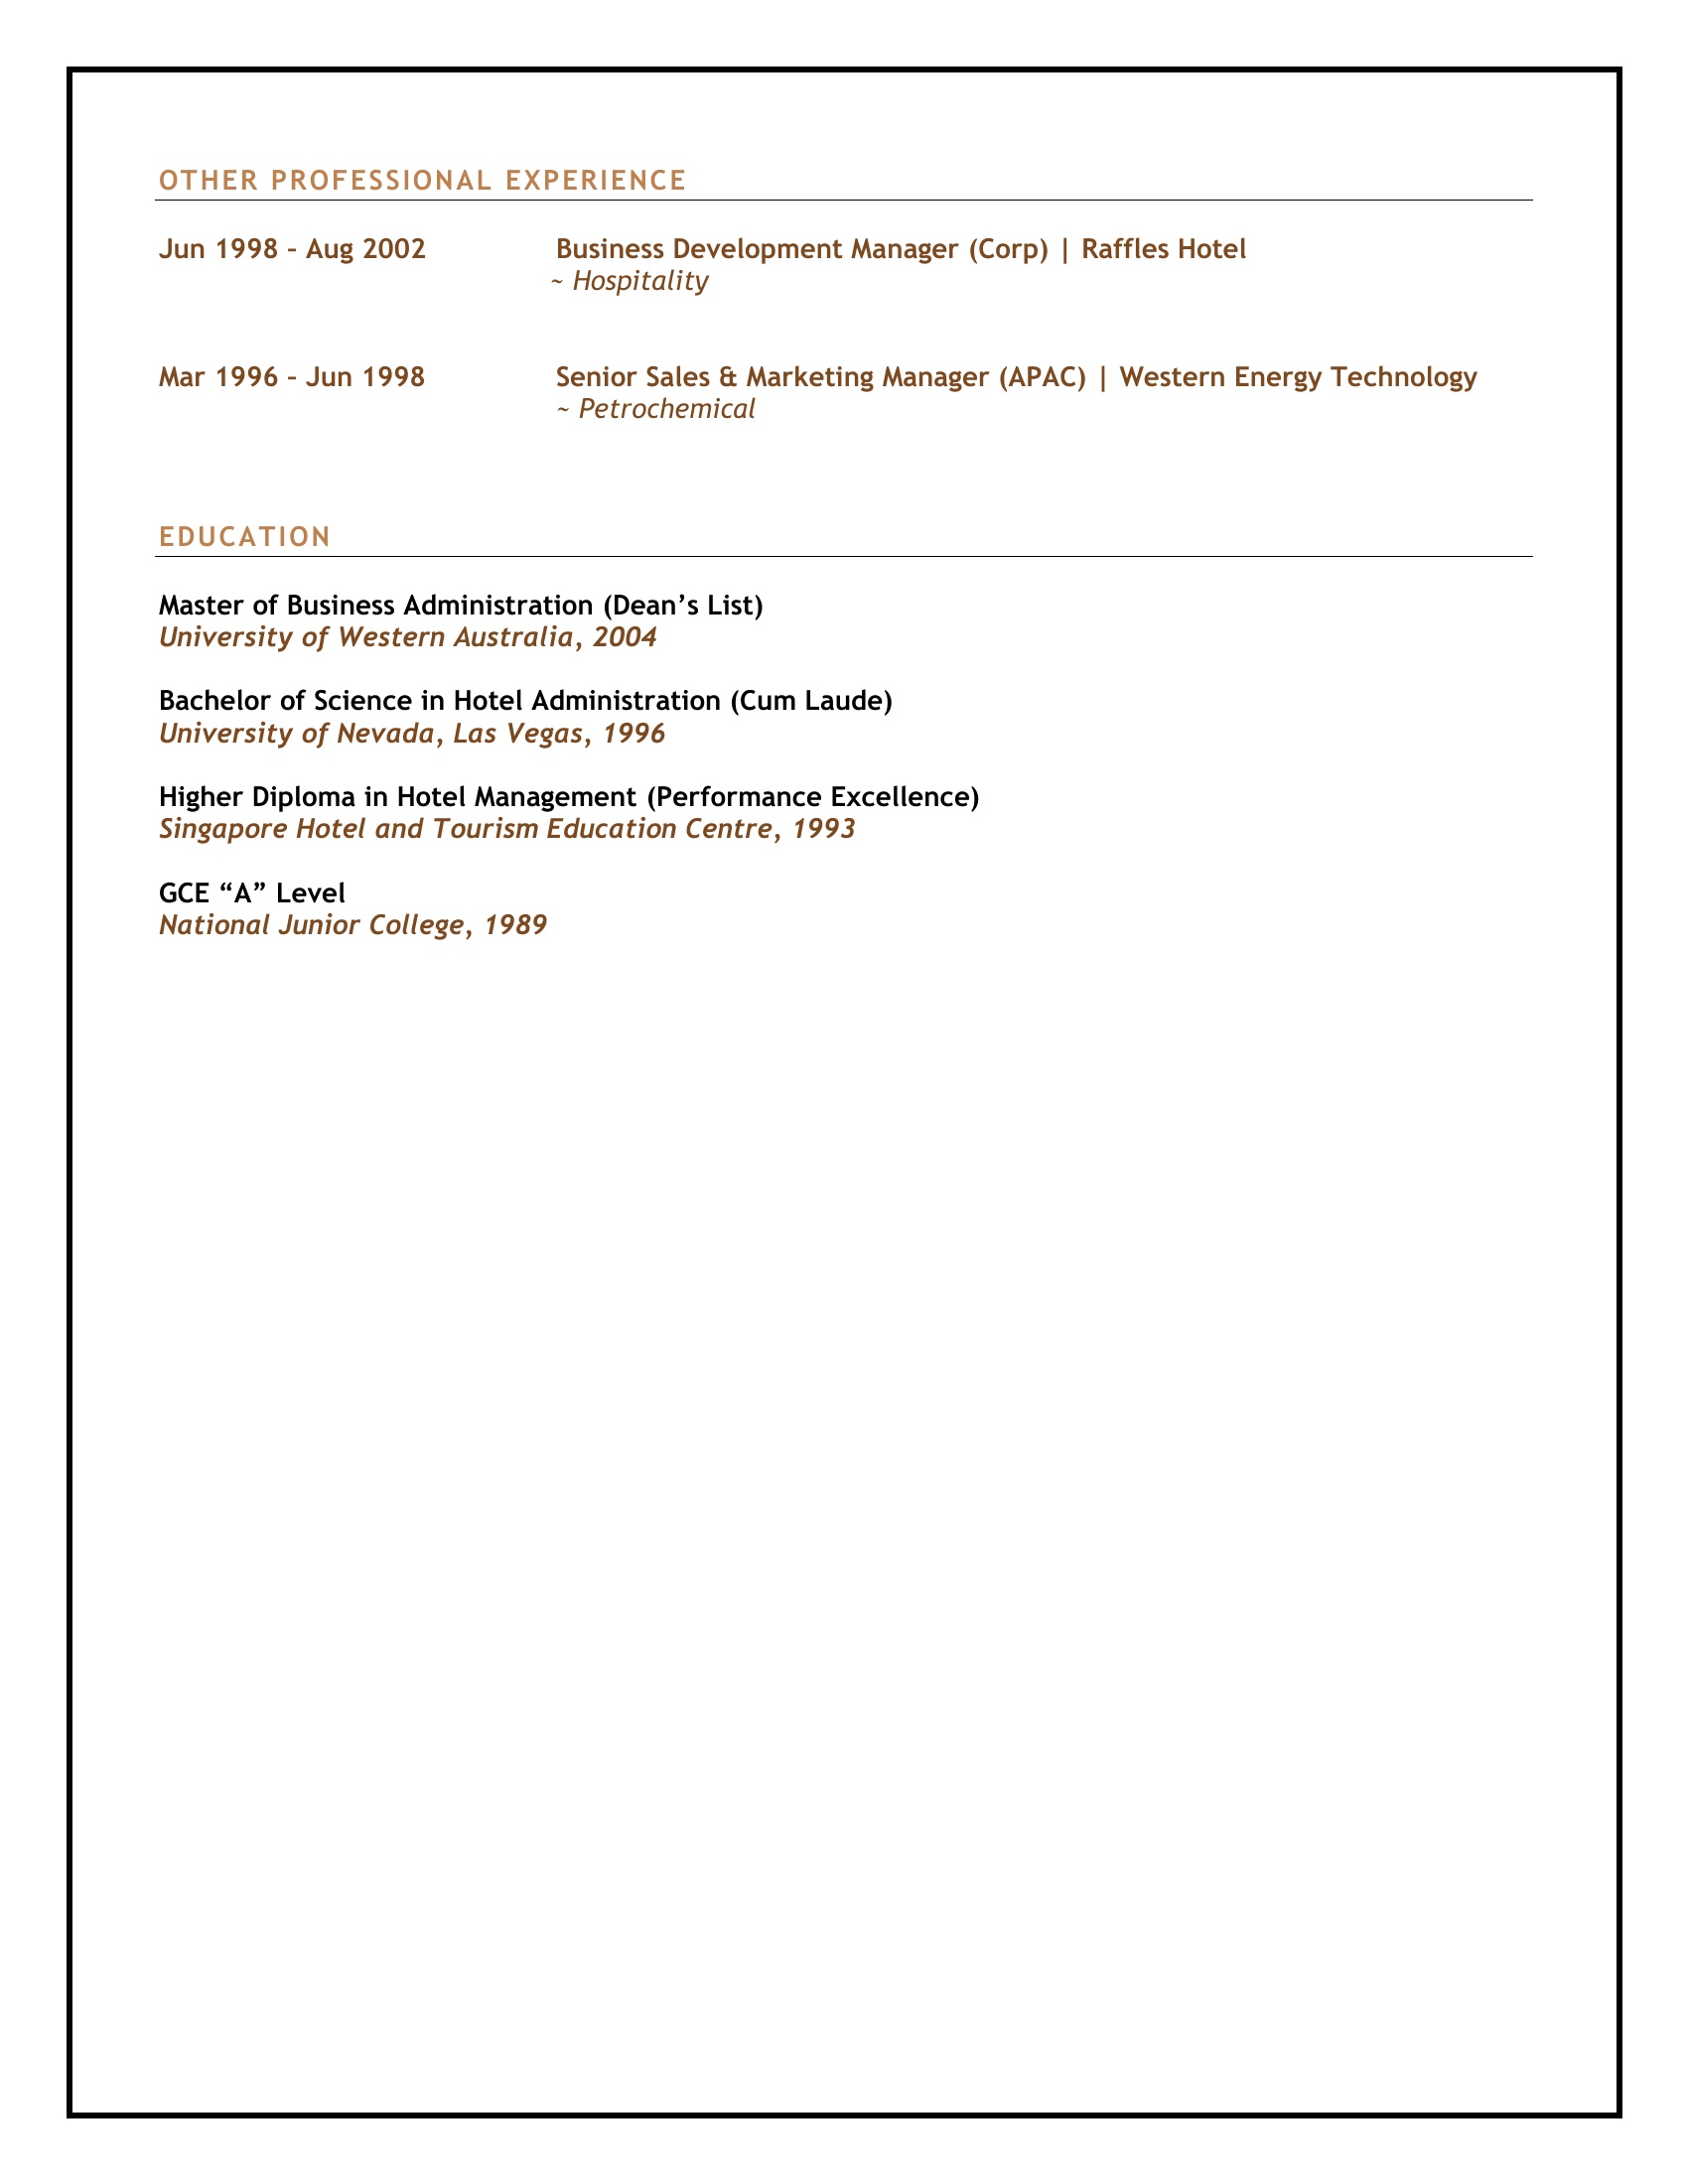 OTHER PROFESSIONAL EXPERIENCE
Jun 1998 – Aug 2002 Business Development Manager (Corp) | Raffles Hotel
~ Hospitality
Mar 1996 – Jun 1998 Senior Sales & Marketing Manager (APAC) | Western Energy Technology
~ Petrochemical
EDUCATION
Master of Business Administration (Dean’s List)
University of Western Australia, 2004
Bachelor of Science in Hotel Administration (Cum Laude)
University of Nevada, Las Vegas, 1996
Higher Diploma in Hotel Management (Performance Excellence)
Singapore Hotel and Tourism Education Centre, 1993
GCE “A” Level
National Junior College, 1989